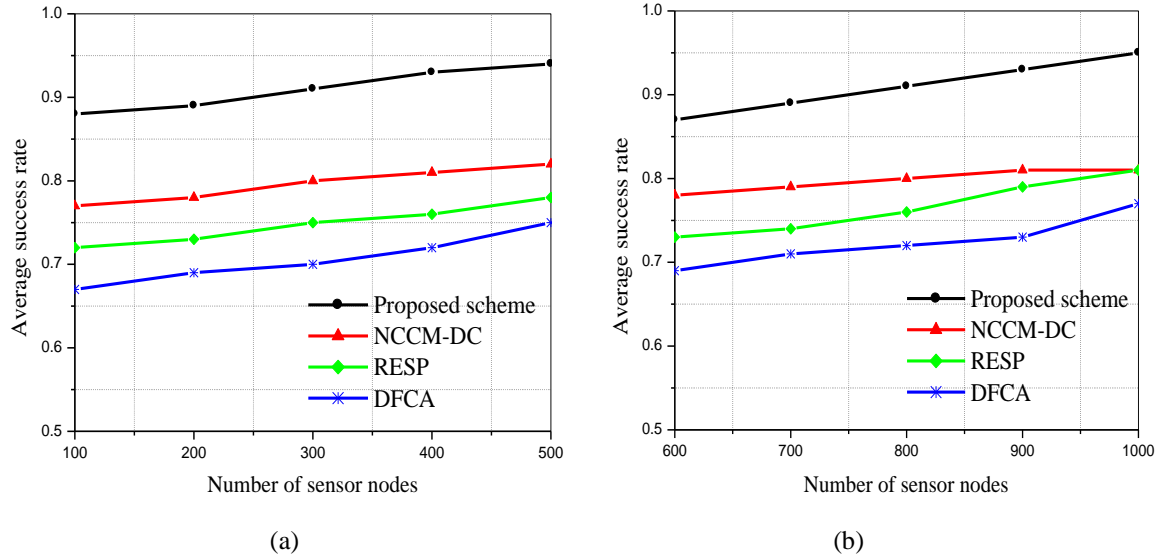 1.0
0.9
0.8
0.7
0.6
0.5
Average success rate
100 200 300 400 500
Number of sensor nodes
Proposed scheme
NCCM-DC
RESP
DFCA
(a)
1.0
0.9
0.8
0.7
0.6
0.5
Average success rate
600 700 800 900 1000
Number of sensor nodes
Proposed scheme
NCCM-DC
RESP
DFCA
(b)